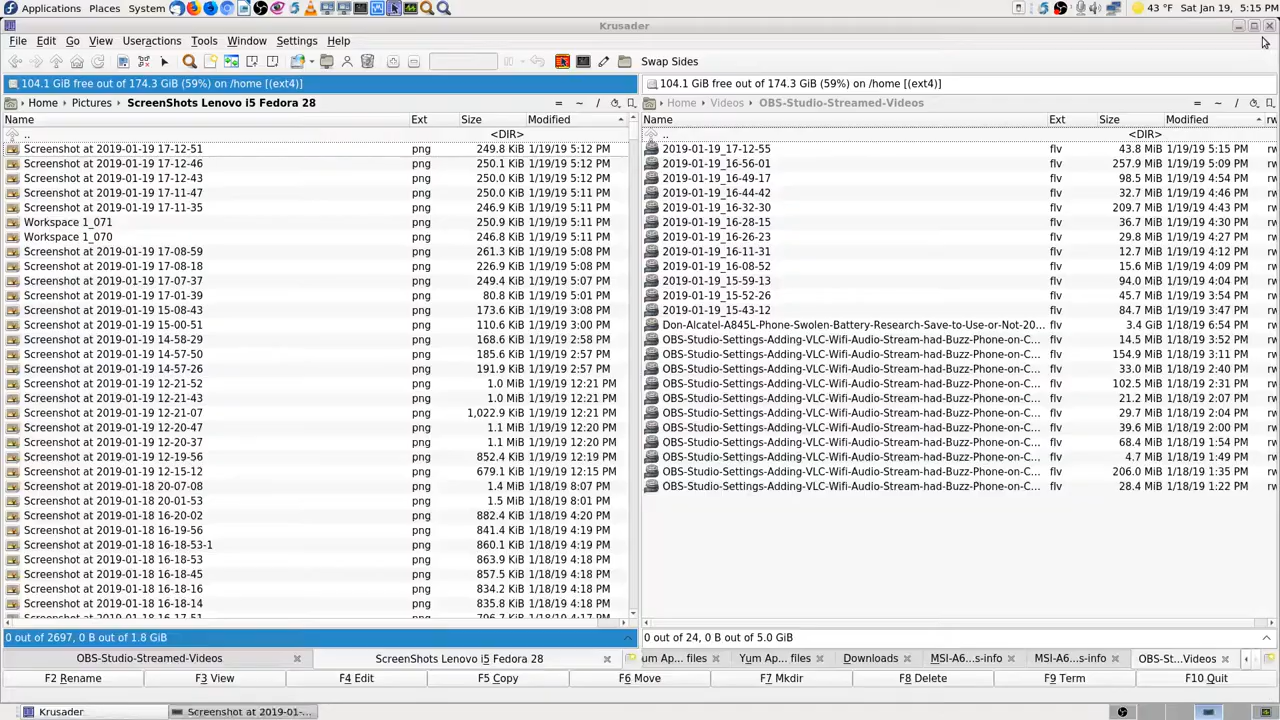 Applications Places System 43 °F Sat Jan 19, 5:15 PM
Krusader
File Edit Go View Useractions Tools Window Settings Help
Swap Sides
104.1 GiB free out of 174.3 GiB (59%) on /home [(ext4)] 104.1 GiB free out of 174.3 GiB (59%) on /home [(ext4)]
Home Pictures ScreenShots Lenovo i5 Fedora 28 = ~ / Home Videos OBS-Studio-Streamed-Videos = ~ /
Name Ext Size Modified Name Ext Size Modified rw
.. <DIR> .. <DIR>
Screenshot at 2019-01-19 17-12-51 png 249.8 KiB 1/19/19 5:12 PM 2019-01-19_17-12-55 flv 43.8 MiB 1/19/19 5:15 PM rw
Screenshot at 2019-01-19 17-12-46 png 250.1 KiB 1/19/19 5:12 PM 2019-01-19_16-56-01 flv 257.9 MiB 1/19/19 5:09 PM rw
Screenshot at 2019-01-19 17-12-43 png 250.0 KiB 1/19/19 5:12 PM 2019-01-19_16-49-17 flv 98.5 MiB 1/19/19 4:54 PM rw
Screenshot at 2019-01-19 17-11-47 png 250.0 KiB 1/19/19 5:11 PM 2019-01-19_16-44-42 flv 32.7 MiB 1/19/19 4:46 PM rw
Screenshot at 2019-01-19 17-11-35 png 246.9 KiB 1/19/19 5:11 PM 2019-01-19_16-32-30 flv 209.7 MiB 1/19/19 4:43 PM rw
Workspace 1_071 png 250.9 KiB 1/19/19 5:11 PM 2019-01-19_16-28-15 flv 36.7 MiB 1/19/19 4:30 PM rw
Workspace 1_070 png 246.8 KiB 1/19/19 5:11 PM 2019-01-19_16-26-23 flv 29.8 MiB 1/19/19 4:27 PM rw
Screenshot at 2019-01-19 17-08-59 png 261.3 KiB 1/19/19 5:08 PM 2019-01-19_16-11-31 flv 12.7 MiB 1/19/19 4:12 PM rw
Screenshot at 2019-01-19 17-08-18 png 226.9 KiB 1/19/19 5:08 PM 2019-01-19_16-08-52 flv 15.6 MiB 1/19/19 4:09 PM rw
Screenshot at 2019-01-19 17-07-37 png 249.4 KiB 1/19/19 5:07 PM 2019-01-19_15-59-13 flv 94.0 MiB 1/19/19 4:04 PM rw
Screenshot at 2019-01-19 17-01-39 png 80.8 KiB 1/19/19 5:01 PM 2019-01-19_15-52-26 flv 45.7 MiB 1/19/19 3:54 PM rw
Screenshot at 2019-01-19 15-08-43 png 173.6 KiB 1/19/19 3:08 PM 2019-01-19_15-43-12 flv 84.7 MiB 1/19/19 3:47 PM rw
Screenshot at 2019-01-19 15-00-51 png 110.6 KiB 1/19/19 3:00 PM Don-Alcatel-A845L-Phone-Swolen-Battery-Research-Save-to-Use-or-Not-20... flv 3.4 GiB 1/18/19 6:54 PM rw
Screenshot at 2019-01-19 14-58-29 png 168.6 KiB 1/19/19 2:58 PM OBS-Studio-Settings-Adding-VLC-Wifi-Audio-Stream-had-Buzz-Phone-on-C... flv 14.5 MiB 1/18/19 3:52 PM rw
Screenshot at 2019-01-19 14-57-50 png 185.6 KiB 1/19/19 2:57 PM OBS-Studio-Settings-Adding-VLC-Wifi-Audio-Stream-had-Buzz-Phone-on-C... flv 154.9 MiB 1/18/19 3:11 PM rw
Screenshot at 2019-01-19 14-57-26 png 191.9 KiB 1/19/19 2:57 PM OBS-Studio-Settings-Adding-VLC-Wifi-Audio-Stream-had-Buzz-Phone-on-C... flv 33.0 MiB 1/18/19 2:40 PM rw
Screenshot at 2019-01-19 12-21-52 png 1.0 MiB 1/19/19 12:21 PM OBS-Studio-Settings-Adding-VLC-Wifi-Audio-Stream-had-Buzz-Phone-on-C... flv 102.5 MiB 1/18/19 2:31 PM rw
Screenshot at 2019-01-19 12-21-43 png 1.0 MiB 1/19/19 12:21 PM OBS-Studio-Settings-Adding-VLC-Wifi-Audio-Stream-had-Buzz-Phone-on-C... flv 21.2 MiB 1/18/19 2:07 PM rw
Screenshot at 2019-01-19 12-21-07 png 1,022.9 KiB 1/19/19 12:21 PM OBS-Studio-Settings-Adding-VLC-Wifi-Audio-Stream-had-Buzz-Phone-on-C... flv 29.7 MiB 1/18/19 2:04 PM rw
Screenshot at 2019-01-19 12-20-47 png 1.1 MiB 1/19/19 12:20 PM OBS-Studio-Settings-Adding-VLC-Wifi-Audio-Stream-had-Buzz-Phone-on-C... flv 39.6 MiB 1/18/19 2:00 PM rw
Screenshot at 2019-01-19 12-20-37 png 1.1 MiB 1/19/19 12:20 PM OBS-Studio-Settings-Adding-VLC-Wifi-Audio-Stream-had-Buzz-Phone-on-C... flv 68.4 MiB 1/18/19 1:54 PM rw
Screenshot at 2019-01-19 12-19-56 png 852.4 KiB 1/19/19 12:19 PM OBS-Studio-Settings-Adding-VLC-Wifi-Audio-Stream-had-Buzz-Phone-on-C... flv 4.7 MiB 1/18/19 1:49 PM rw
Screenshot at 2019-01-19 12-15-12 png 679.1 KiB 1/19/19 12:15 PM OBS-Studio-Settings-Adding-VLC-Wifi-Audio-Stream-had-Buzz-Phone-on-C... flv 206.0 MiB 1/18/19 1:35 PM rw
Screenshot at 2019-01-18 20-07-08 png 1.4 MiB 1/18/19 8:07 PM OBS-Studio-Settings-Adding-VLC-Wifi-Audio-Stream-had-Buzz-Phone-on-C... flv 28.4 MiB 1/18/19 1:22 PM rw
Screenshot at 2019-01-18 20-01-53 png 1.5 MiB 1/18/19 8:01 PM
Screenshot at 2019-01-18 16-20-02 png 882.4 KiB 1/18/19 4:20 PM
Screenshot at 2019-01-18 16-19-56 png 841.4 KiB 1/18/19 4:19 PM
Screenshot at 2019-01-18 16-18-53-1 png 860.1 KiB 1/18/19 4:19 PM
Screenshot at 2019-01-18 16-18-53 png 863.9 KiB 1/18/19 4:18 PM
Screenshot at 2019-01-18 16-18-45 png 857.5 KiB 1/18/19 4:18 PM
Screenshot at 2019-01-18 16-18-16 png 834.2 KiB 1/18/19 4:18 PM
Screenshot at 2019-01-18 16-18-14 png 835.8 KiB 1/18/19 4:18 PM
Screenshot at 2019-01-18 16-17-51 png 796.7 KiB 1/18/19 4:17 PM
0 out of 2697, 0 B out of 1.8 GiB 0 out of 24, 0 B out of 5.0 GiB
OBS-Studio-Streamed-Videos ScreenShots Lenovo i5 Fedora 28 um Ap... files Yum Ap... files Downloads MSI-A6...s-info MSI-A6...s-info OBS-St...Videos
F2 Rename F3 View F4 Edit F5 Copy F6 Move F7 Mkdir F8 Delete F9 Term F10 Quit
Krusader Screenshot at 2019-01-...